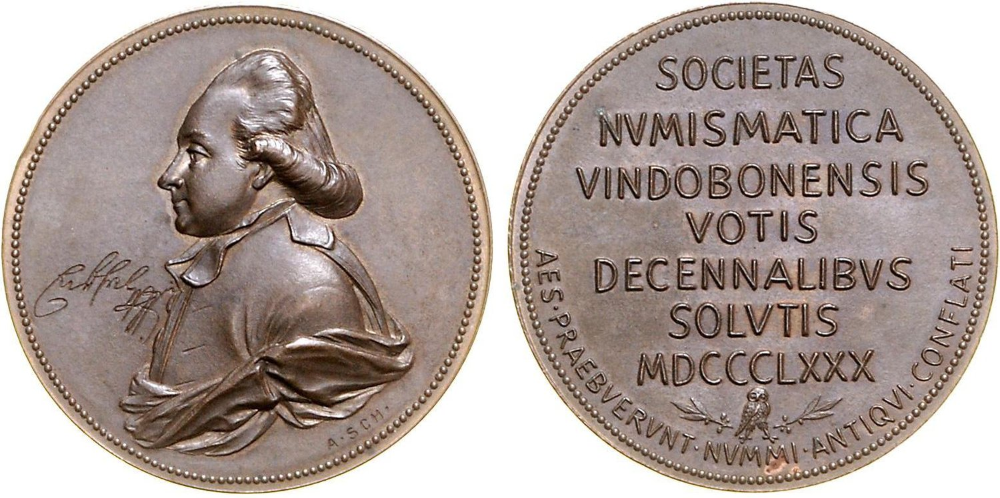 A. SCH.
SOCIETAS
NVMISMATICA
VINDOBONENSIS
VOTIS
DECENNALIBVS
SOLVTIS
MDCCCLXXX
AES·PRAEBVERVNT·NVMMI·ANTIQVI·CONFLATI